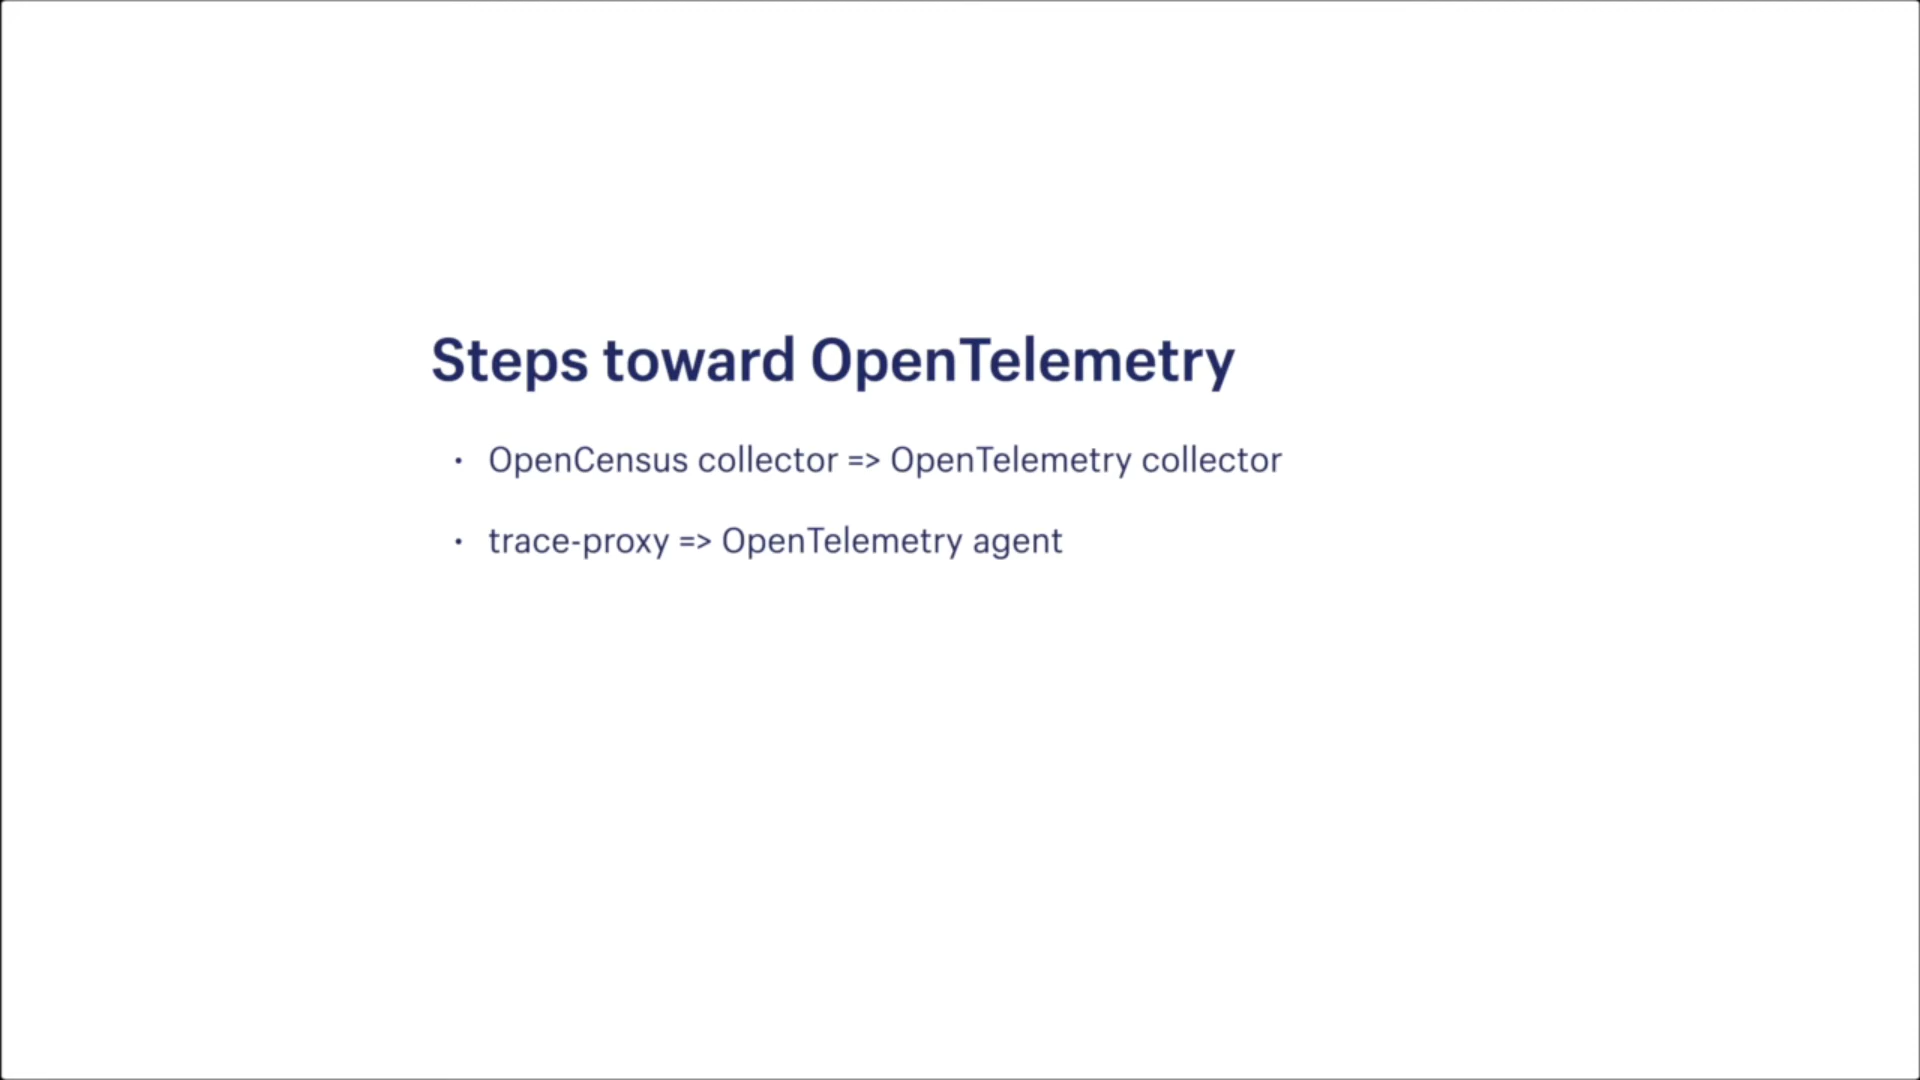 Steps toward OpenTelemetry
• OpenCensus collector => OpenTelemetry collector
• trace-proxy => OpenTelemetry agent